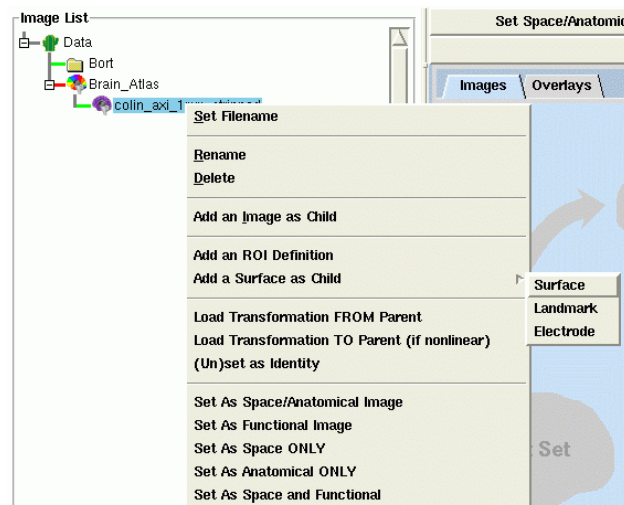 Image List
Set Space/Anatomic
Data
Bort
Brain_Atlas
colin_axi_1
Images
Overlays
Set Filename
Rename
Delete
Add an Image as Child
Add an ROI Definition
Add a Surface as Child
Surface
Landmark
Electrode
Load Transformation FROM Parent
Load Transformation TO Parent (if nonlinear)
(Un)set as Identity
Set As Space/Anatomical Image
Set As Functional Image
Set As Space ONLY
Set
Set As Anatomical ONLY
Set As Space and Functional